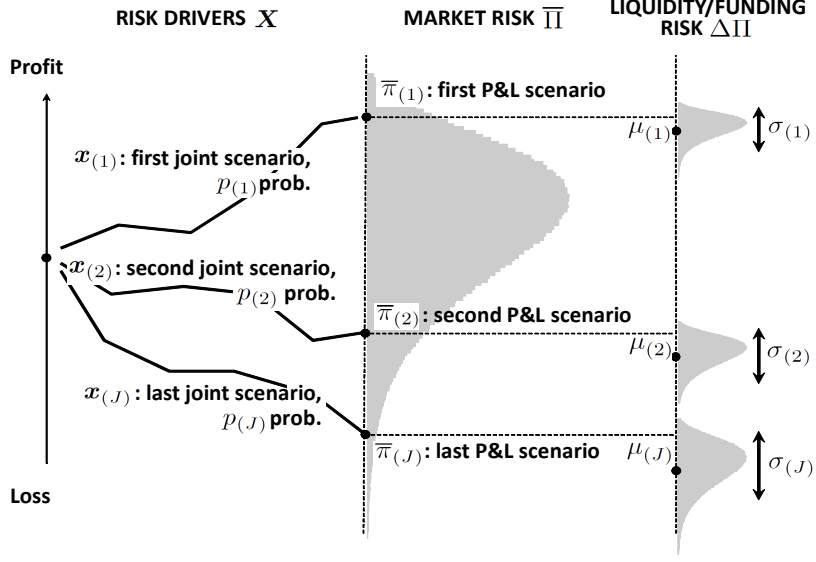 RISK DRIVERS X
MARKET RISK Π̅
LIQUIDITY/FUNDING
RISK ΔΠ
Profit
π̅(1): first P&L scenario
μ(1)
σ(1)
x(1): first joint scenario,
p(1) prob.
x(2): second joint scenario,
p(2) prob.
π̅(2): second P&L scenario
μ(2)
σ(2)
x(J): last joint scenario,
p(J) prob.
π̅(J): last P&L scenario
μ(J)
σ(J)
Loss